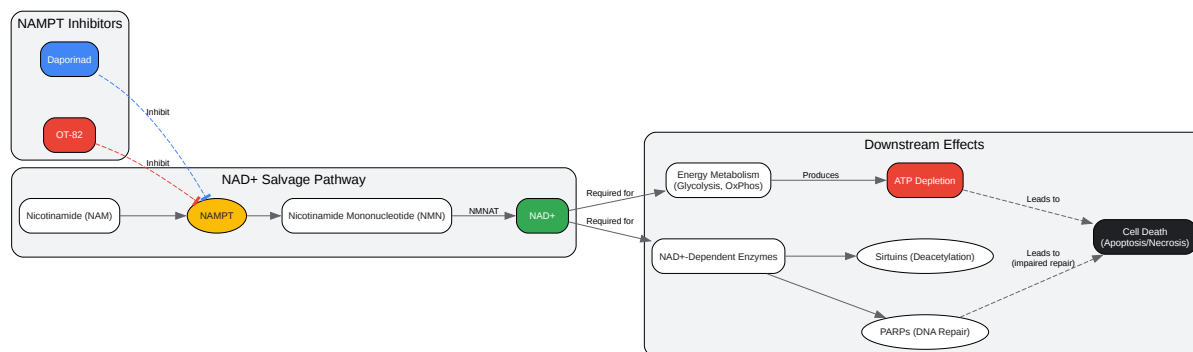 NAMPT Inhibitors
Daporinad
Inhibit
OT-82
Inhibit
NAD+ Salvage Pathway
Nicotinamide (NAM)
NAMPT
Nicotinamide Mononucleotide (NMN)
NMNAT
NAD+
Required for
Required for
Downstream Effects
Energy Metabolism
(Glycolysis, OxPhos)
Produces
ATP Depletion
Leads to
NAD+-Dependent Enzymes
Sirtuins (Deacetylation)
Leads to
(impaired repair)
Cell Death
(Apoptosis/Necrosis)
PARPs (DNA Repair)